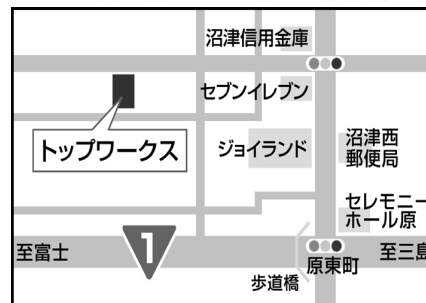 沼津信用金庫
セブンイレブン
トップワークス
ジョイランド
沼津西
郵便局
セレモニー
ホール原
至富士
1
原東町
至三島
歩道橋